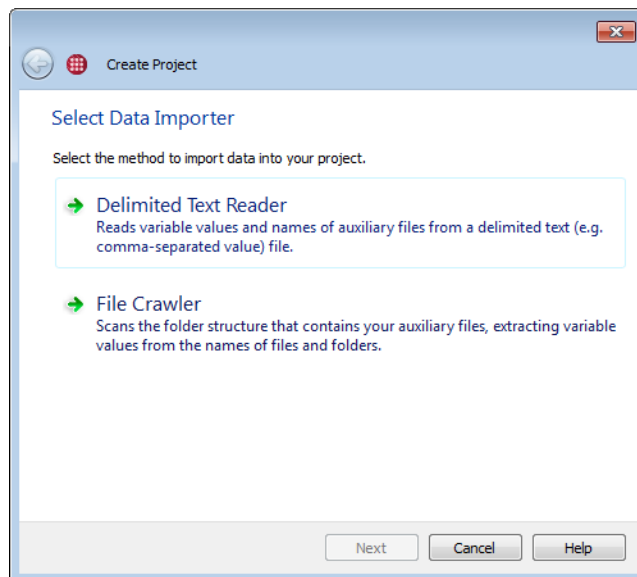 Create Project
Select Data Importer
Select the method to import data into your project.
Delimited Text Reader
Reads variable values and names of auxiliary files from a delimited text (e.g.
comma-separated value) file.
File Crawler
Scans the folder structure that contains your auxiliary files, extracting variable
values from the names of files and folders.
Next Cancel Help